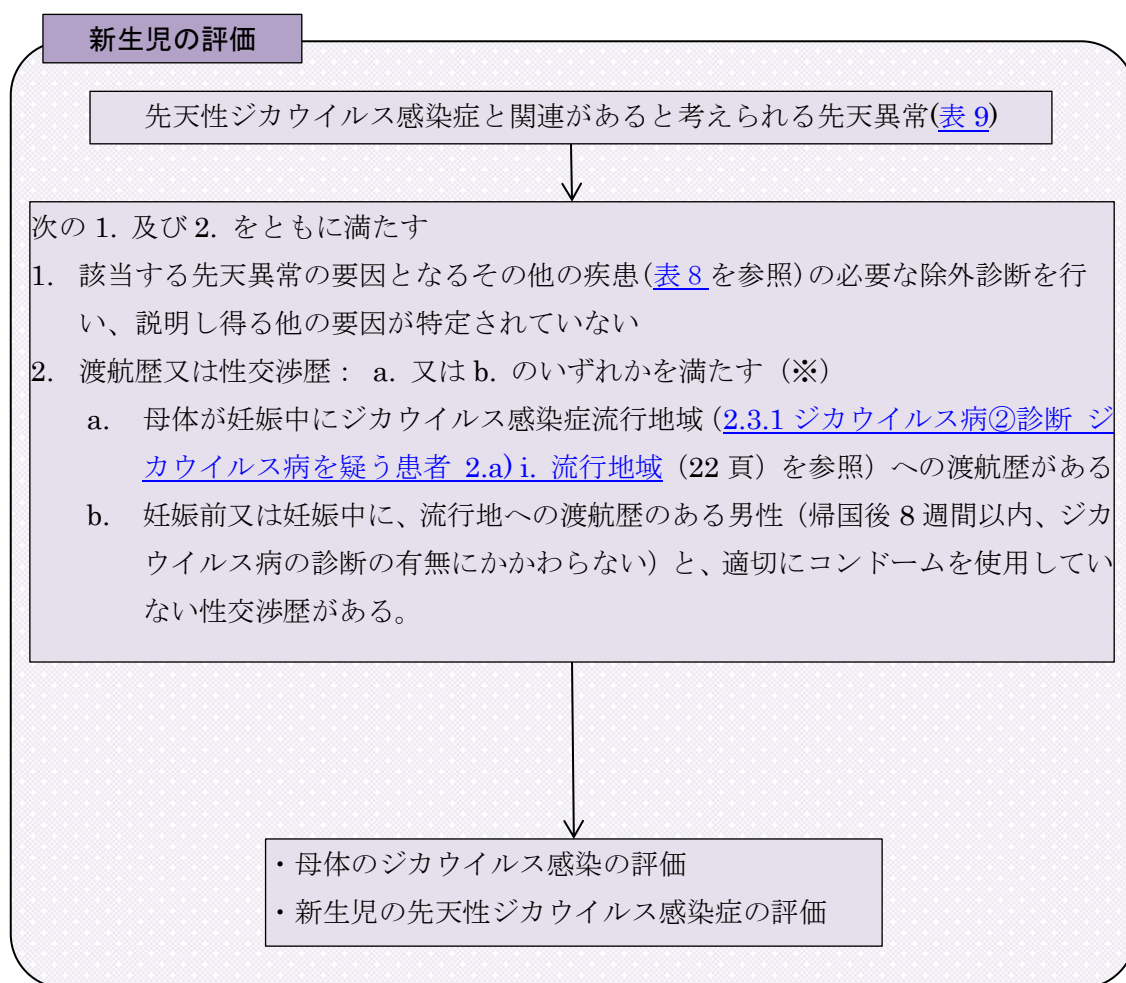 新生児の評価
先天性ジカウイルス感染症と関連があると考えられる先天異常(表 9)
次の 1. 及び 2. をともに満たす
1. 該当する先天異常の要因となるその他の疾患(表 8 を参照)の必要な除外診断を行
い、説明し得る他の要因が特定されていない
2. 渡航歴又は性交渉歴： a. 又は b. のいずれかを満たす（※）
a. 母体が妊娠中にジカウイルス感染症流行地域（2.3.1 ジカウイルス病②診断 ジ
カウイルス病を疑う患者 2.a) i. 流行地域（22 頁）を参照）への渡航歴がある
b. 妊娠前又は妊娠中に、流行地への渡航歴のある男性（帰国後 8 週間以内、ジカ
ウイルス病の診断の有無にかかわらない）と、適切にコンドームを使用してい
ない性交渉歴がある。
・母体のジカウイルス感染の評価
・新生児の先天性ジカウイルス感染症の評価